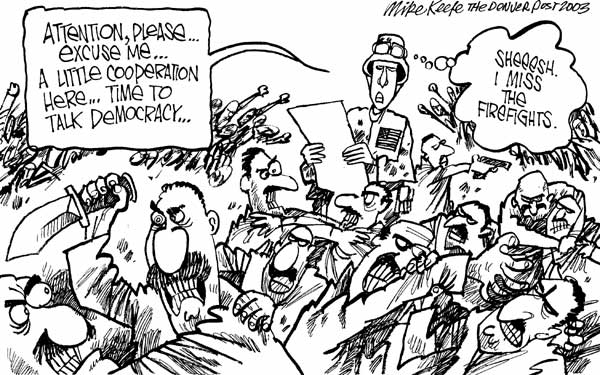 Mike Keefe THE DENVER POST 2003
ATTENTION, PLEASE...
EXCUSE ME...
A LITTLE COOPERATION
HERE... TIME TO
TALK DEMOCRACY...
SHEEESH.
I MISS
THE
FIREFIGHTS.